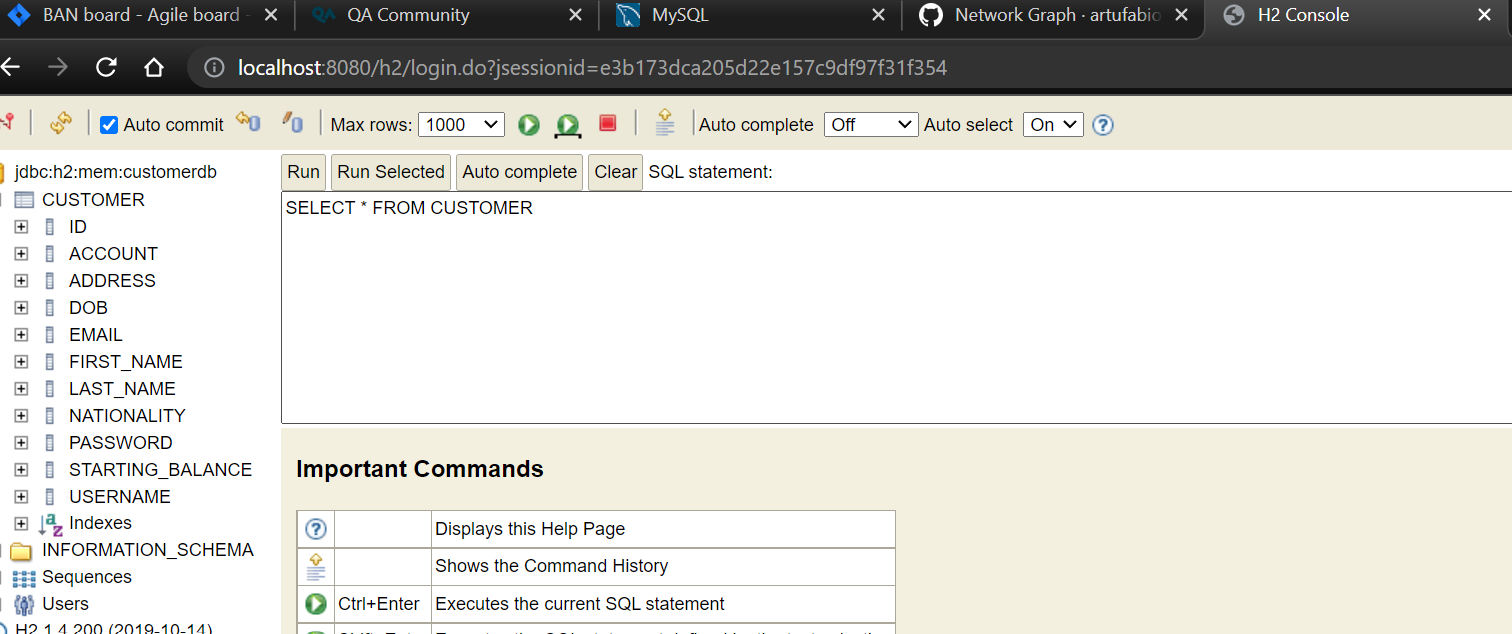 BAN board - Agile board - QA Community MySQL Network Graph · artufabio H2 Console
localhost:8080/h2/login.do?jsessionid=e3b173dca205d22e157c9df97f31f354
Auto commit Max rows: 1000 Auto complete Off Auto select On
jdbc:h2:mem:customerdb
CUSTOMER
ID
ACCOUNT
ADDRESS
DOB
EMAIL
FIRST_NAME
LAST_NAME
NATIONALITY
PASSWORD
STARTING_BALANCE
USERNAME
Indexes
INFORMATION_SCHEMA
Sequences
Users
H2 1.4.200 (2019-10-14)
Run Run Selected Auto complete Clear SQL statement:
SELECT * FROM CUSTOMER
Important Commands
Displays this Help Page
Shows the Command History
Ctrl+Enter Executes the current SQL statement